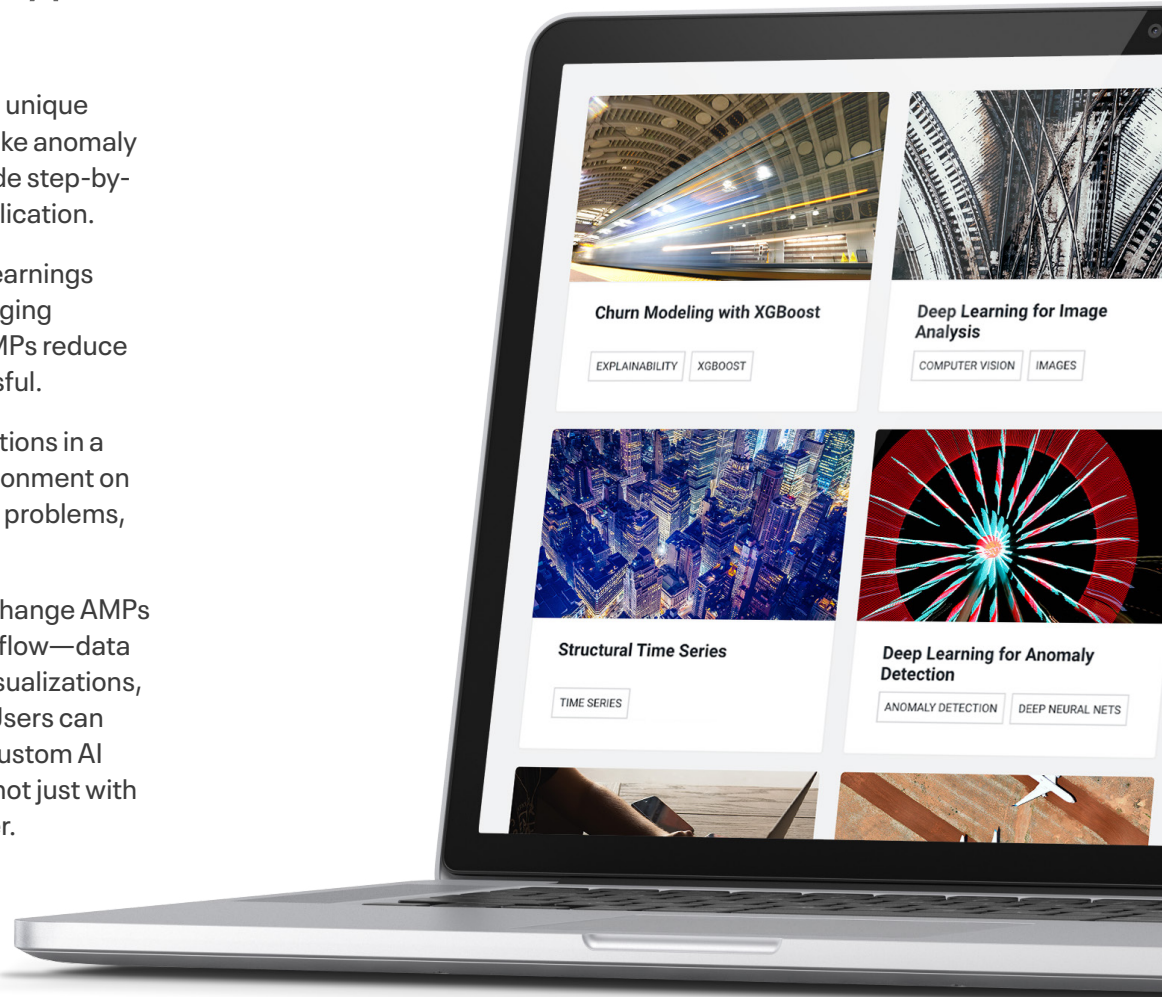 unique
ke anomaly
de step-by-
lication.
earnings
ging
MPs reduce
sful.
tions in a
onment on
problems,
hange AMPs
flow—data
sualizations,
Users can
ustom AI
not just with
r.
Churn Modeling with XGBoost
EXPLAINABILITY XGBOOST
Deep Learning for Image
Analysis
COMPUTER VISION IMAGES
Structural Time Series
TIME SERIES
Deep Learning for Anomaly
Detection
ANOMALY DETECTION DEEP NEURAL NETS